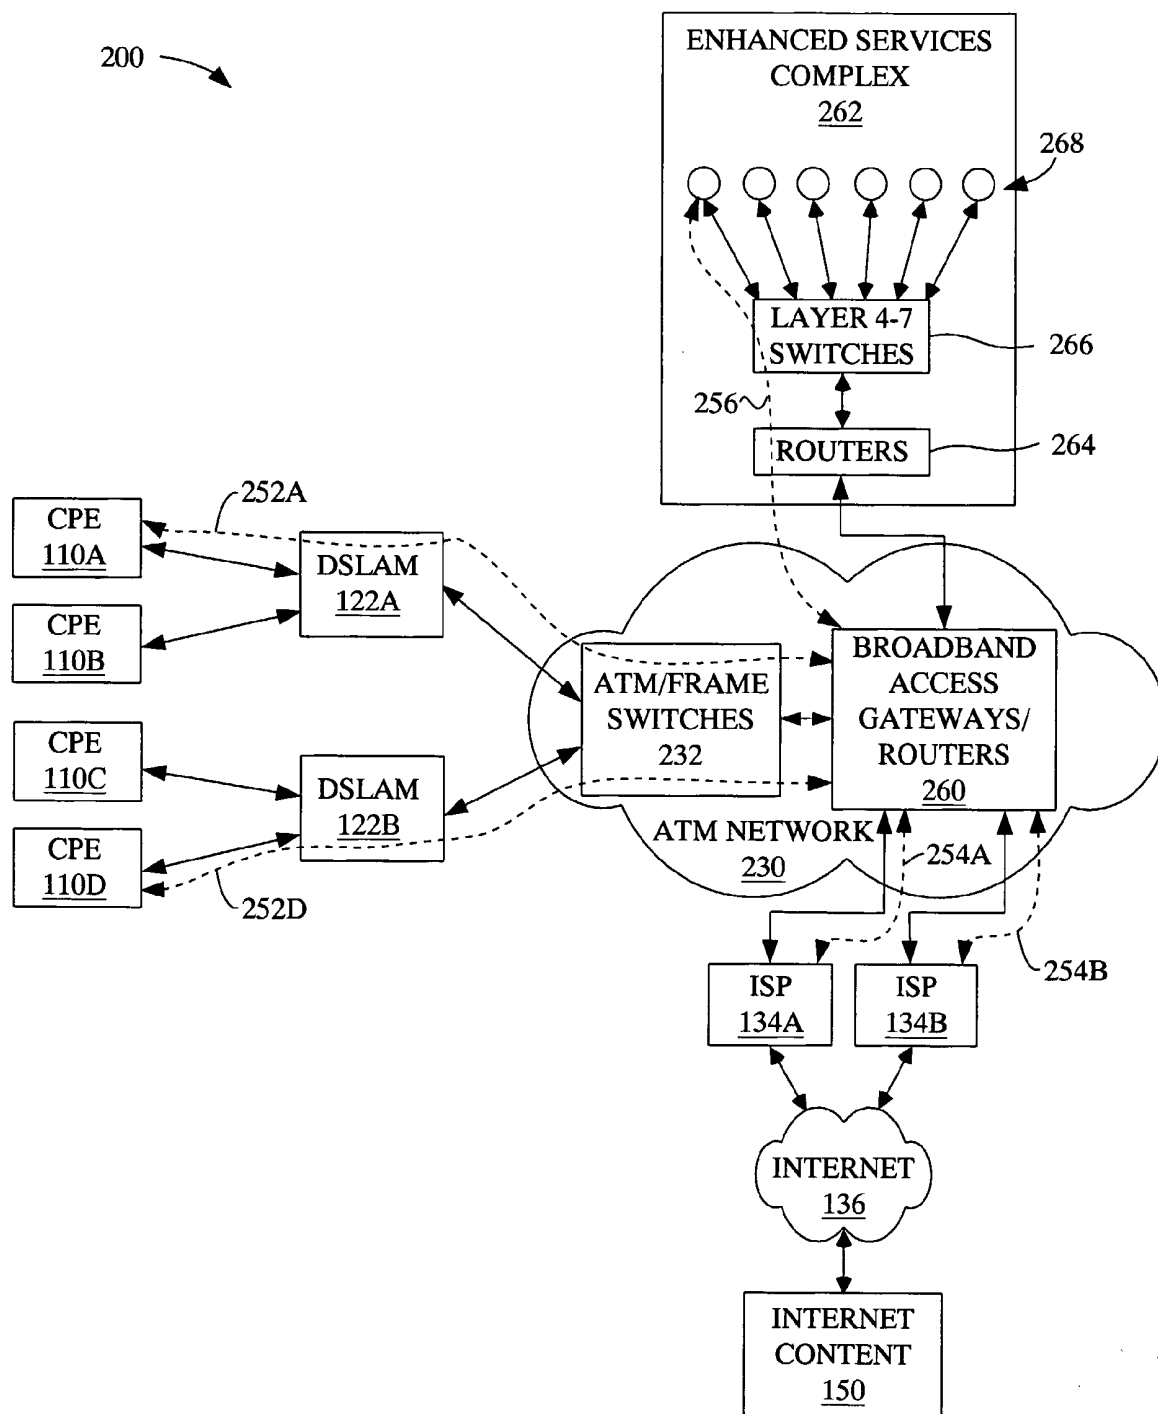 200
ENHANCED SERVICES
COMPLEX
262
268
LAYER 4-7
SWITCHES
266
256
ROUTERS
264
252A
CPE
110A
DSLAM
122A
CPE
110B
BROADBAND
ACCESS
GATEWAYS/
ROUTERS
260
ATM/FRAME
SWITCHES
232
CPE
110C
DSLAM
122B
CPE
110D
252D
ATM NETWORK
230
254A
254B
ISP
134A
ISP
134B
INTERNET
136
INTERNET
CONTENT
150